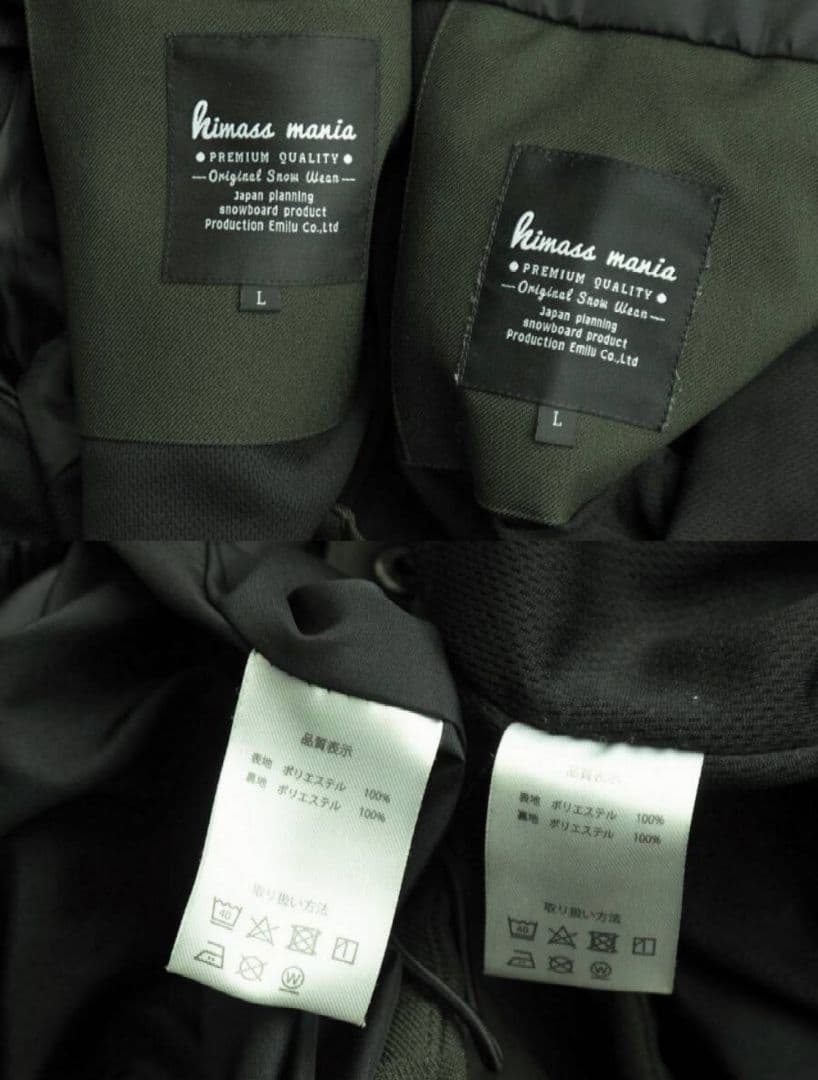 himass mania
● PREMIUM QUALITY ●
—Original Snow Wear—
Japan planning
snowboard product
Production Emilu Co.,Ltd
L
himass mania
● PREMIUM QUALITY ●
—Original Snow Wear—
Japan planning
snowboard product
Production Emilu Co.,Ltd
L
品質表示
表地 ポリエステル 100%
裏地 ポリエステル 100%
取り扱い方法
40
W
品質表示
表地 ポリエステル 100%
裏地 ポリエステル 100%
取り扱い方法
40
W